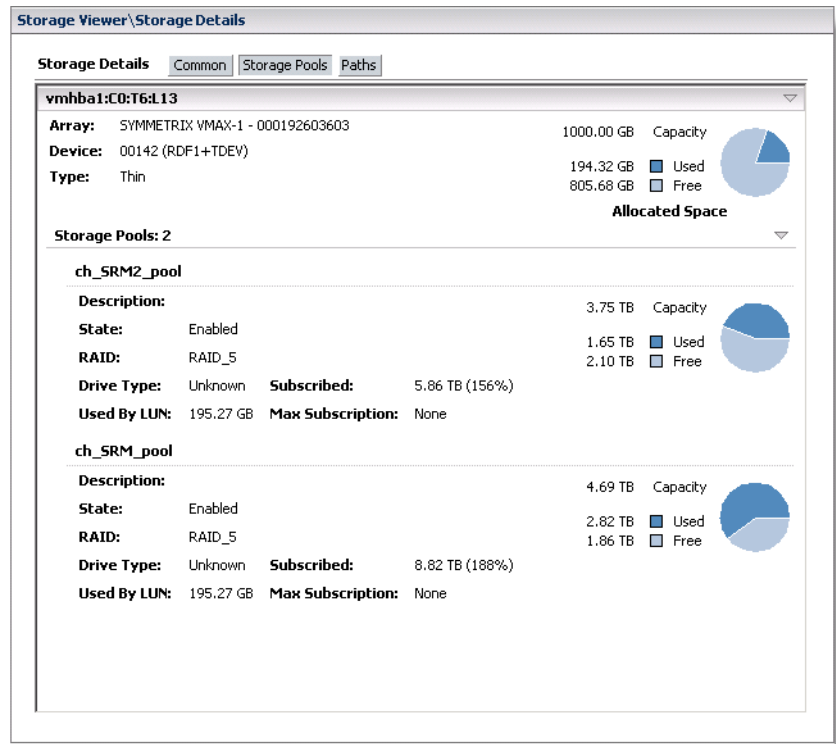 Storage Viewer\Storage Details
Storage Details Common Storage Pools Paths
vmhba1:C0:T6:L13
Array: SYMMETRIX VMAX-1 - 000192603603 1000.00 GB Capacity
Device: 00142 (RDF1+TDEV) 194.32 GB Used
Type: Thin 805.68 GB Free
Allocated Space
Storage Pools: 2
ch_SRM2_pool
Description: 3.75 TB Capacity
State: Enabled 1.65 TB Used
RAID: RAID_5 2.10 TB Free
Drive Type: Unknown Subscribed: 5.86 TB (156%)
Used By LUN: 195.27 GB Max Subscription: None
ch_SRM_pool
Description: 4.69 TB Capacity
State: Enabled 2.82 TB Used
RAID: RAID_5 1.86 TB Free
Drive Type: Unknown Subscribed: 8.82 TB (188%)
Used By LUN: 195.27 GB Max Subscription: None